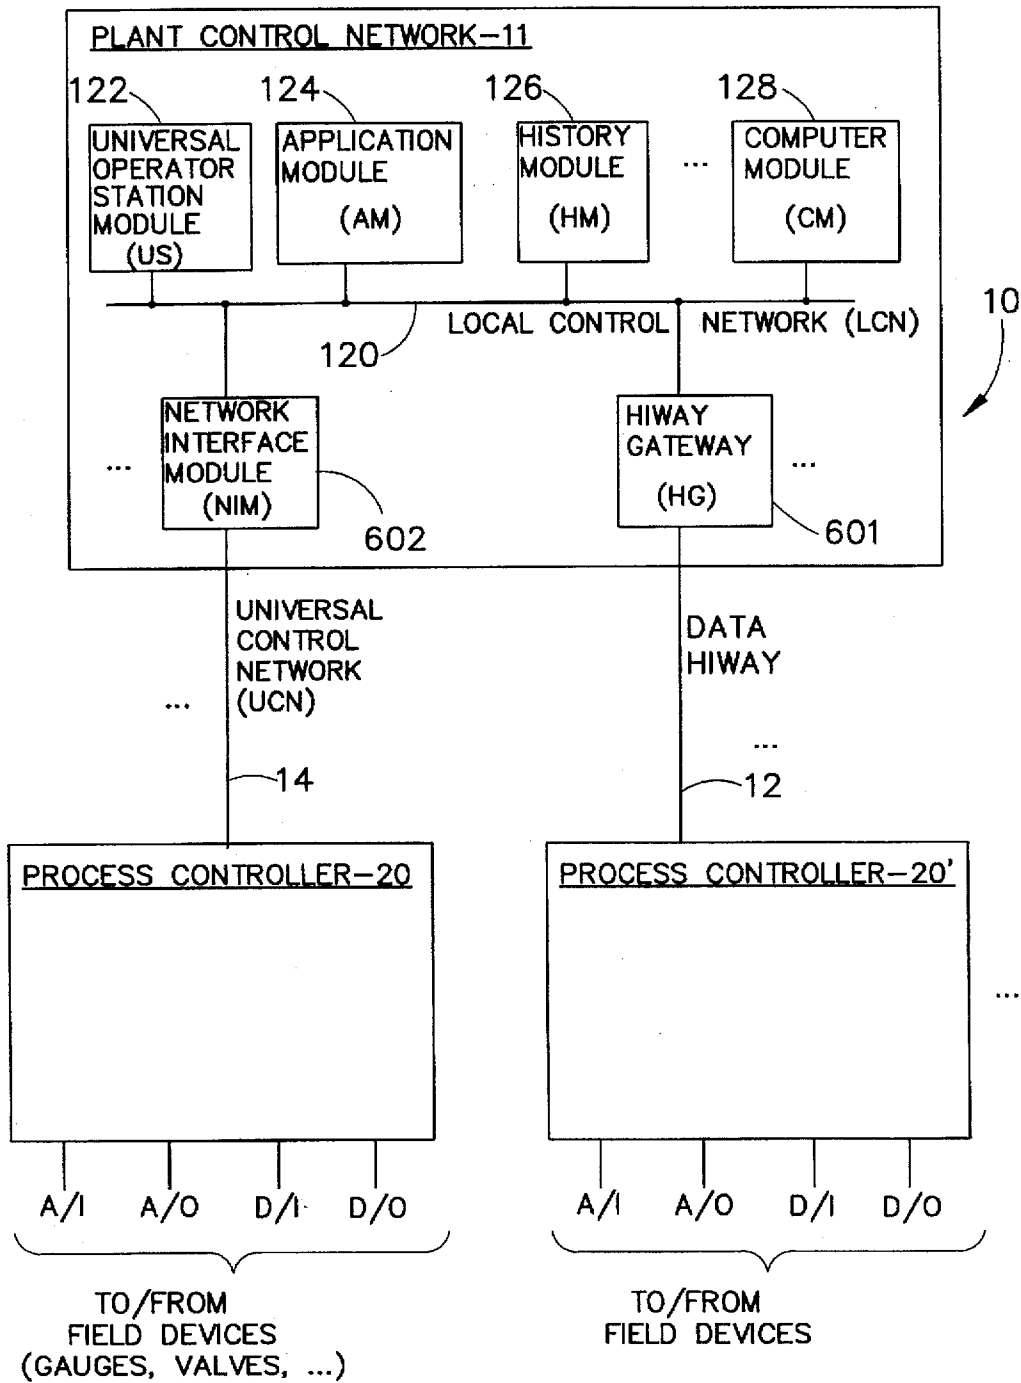 PLANT CONTROL NETWORK-11
122
124
126
128
UNIVERSAL
OPERATOR
STATION
MODULE
(US)
APPLICATION
MODULE
(AM)
HISTORY
MODULE
(HM)
...
COMPUTER
MODULE
(CM)
10
LOCAL CONTROL NETWORK (LCN)
120
...
NETWORK
INTERFACE
MODULE
(NIM)
602
HIWAY
GATEWAY
(HG)
...
601
UNIVERSAL
CONTROL
NETWORK
(UCN)
...
14
DATA
HIWAY
...
12
PROCESS CONTROLLER-20
PROCESS CONTROLLER-20'
...
A/I A/O D/I D/O
A/I A/O D/I D/O
TO/FROM
FIELD DEVICES
(GAUGES, VALVES, ...)
TO/FROM
FIELD DEVICES